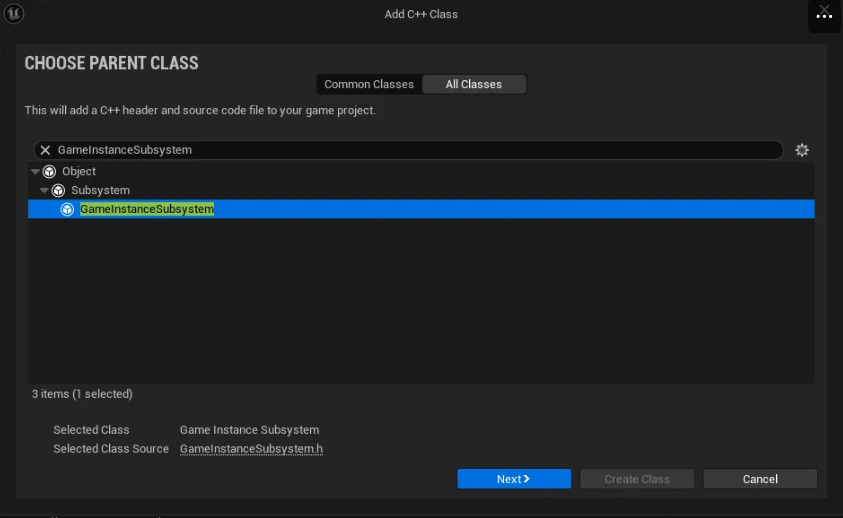 Add C++ Class
CHOOSE PARENT CLASS
Common Classes All Classes
This will add a C++ header and source code file to your game project.
GameInstanceSubsystem
Object
Subsystem
GameInstanceSubsystem
3 items (1 selected)
Selected Class Game Instance Subsystem
Selected Class Source GameInstanceSubsystem.h
Next Create Class Cancel